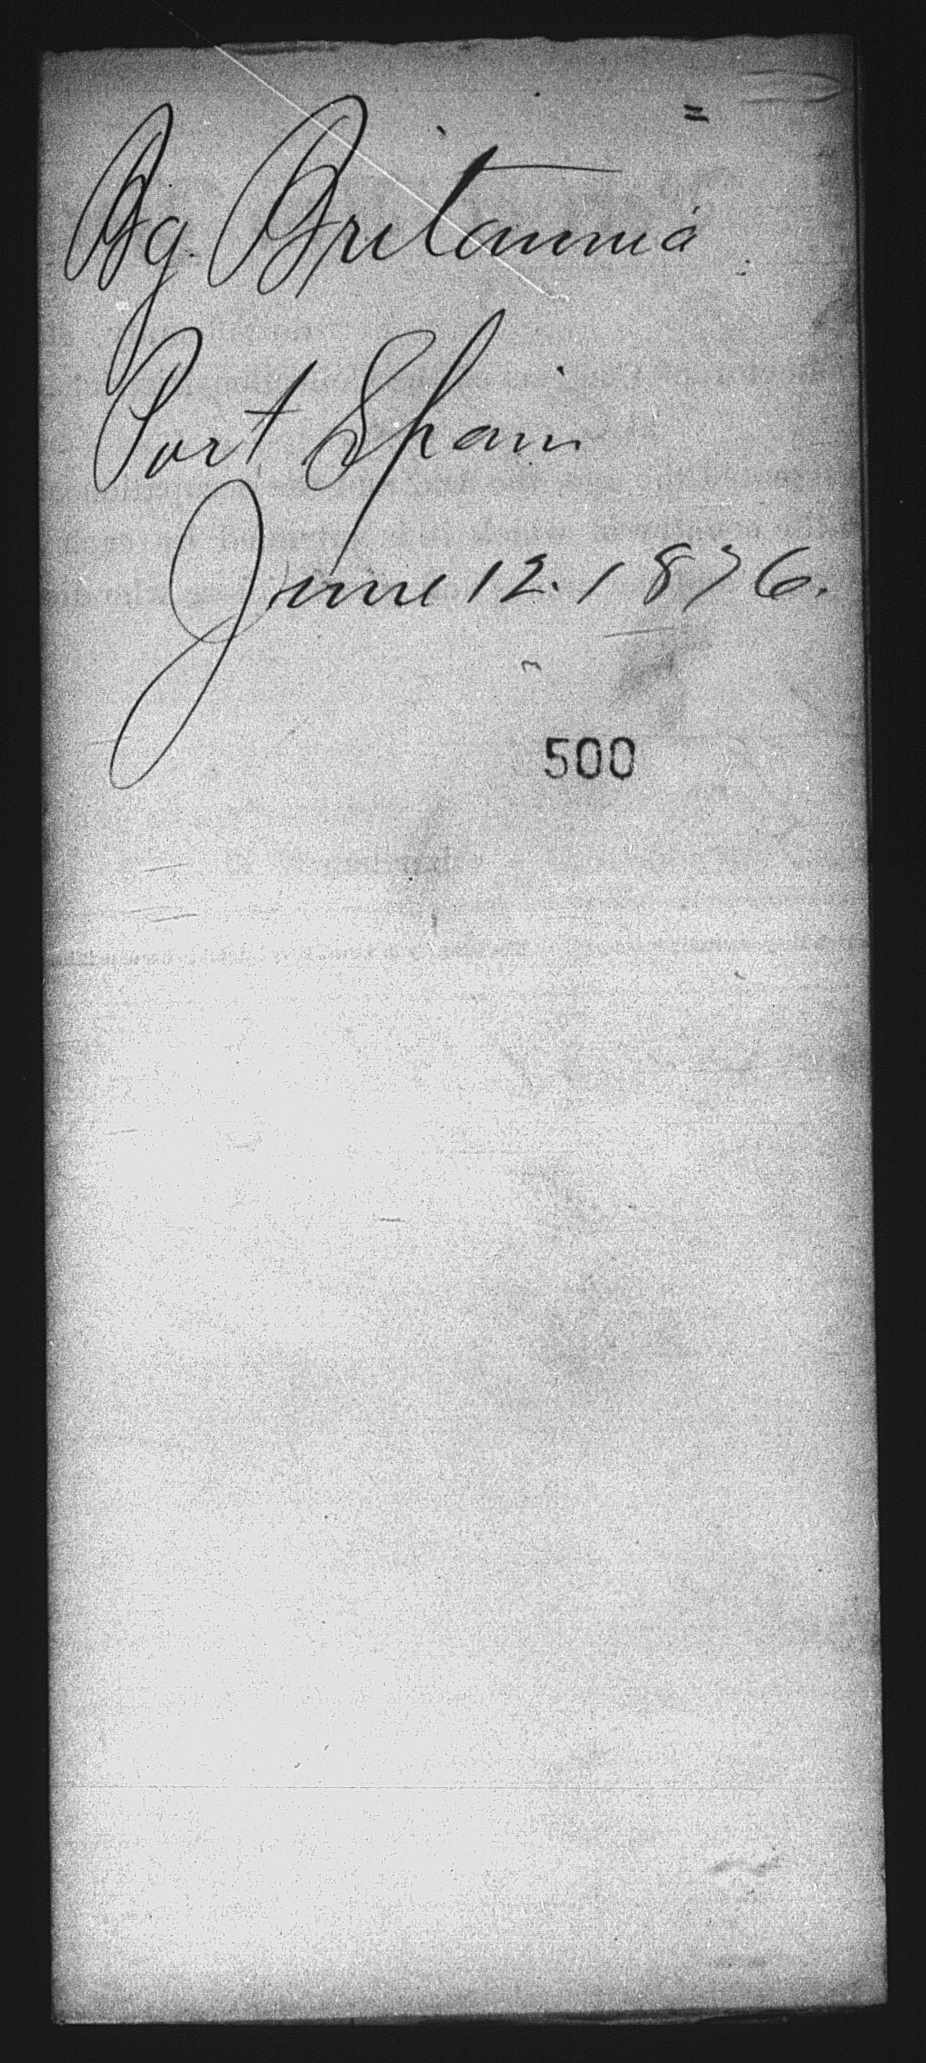 Bg. Britannia
Port Spain
June 12. 1876.
500